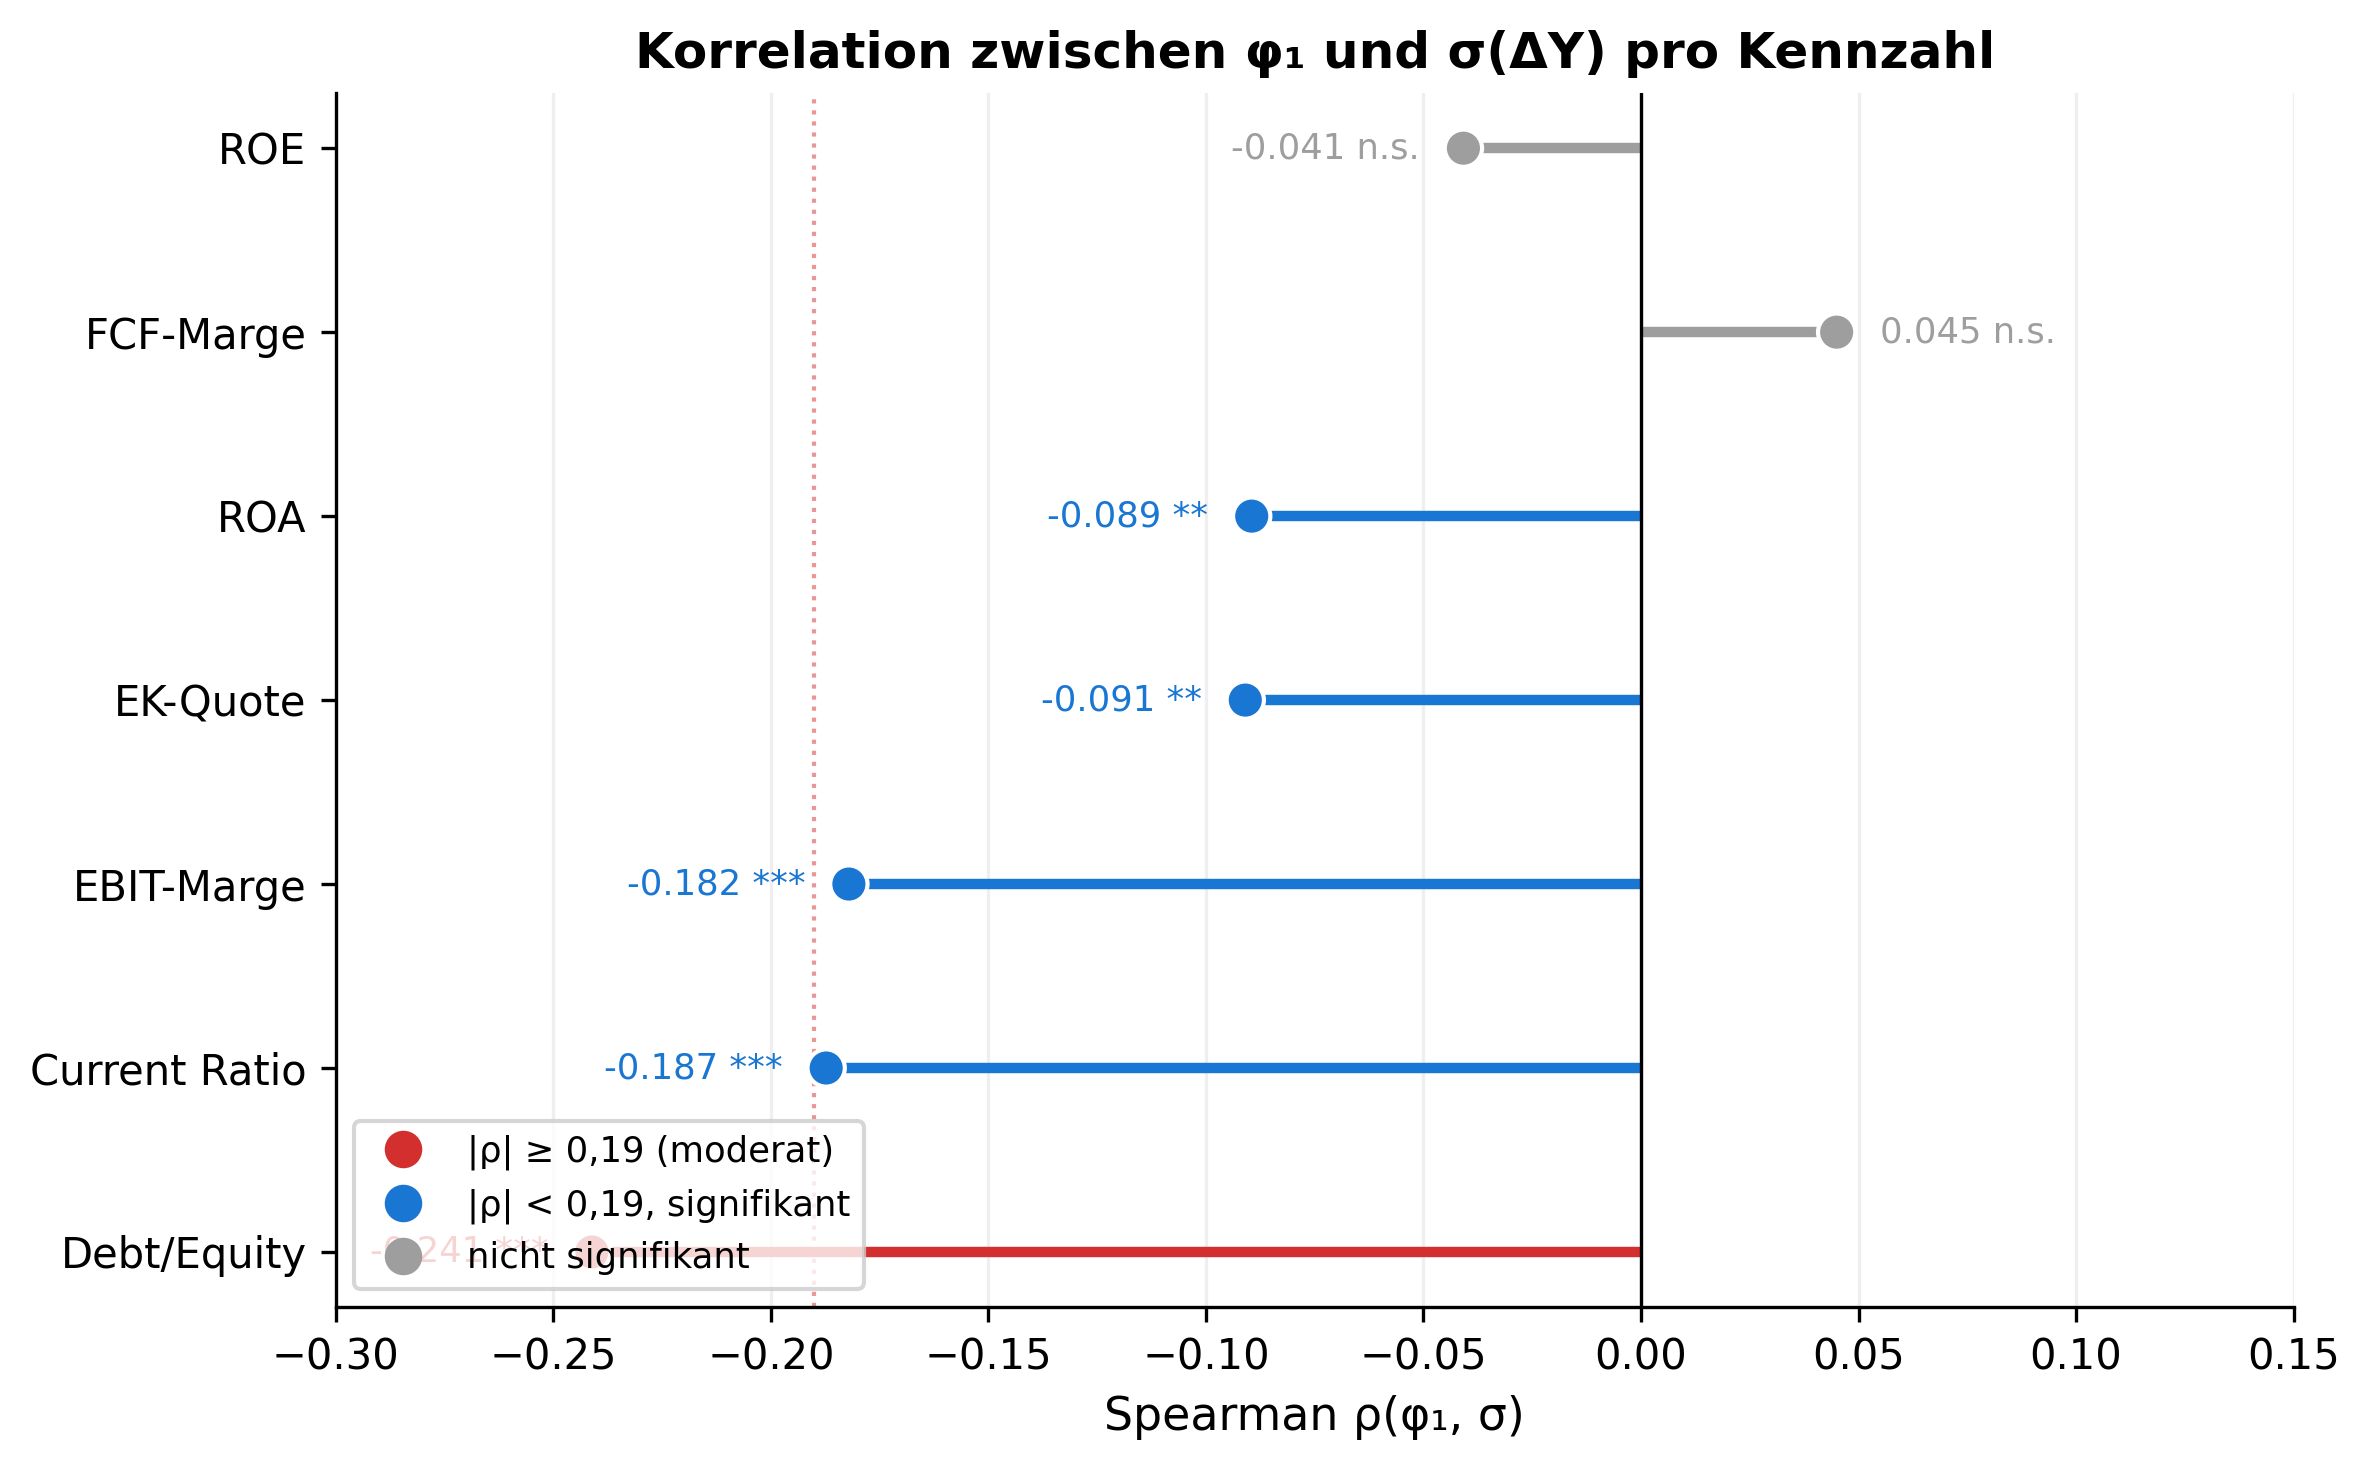 Korrelation zwischen φ₁ und σ(ΔY) pro Kennzahl
ROE
-0.041 n.s.
FCF-Marge
0.045 n.s.
ROA
-0.089 **
EK-Quote
-0.091 **
EBIT-Marge
-0.182 ***
Current Ratio
-0.187 ***
|ρ| ≥ 0,19 (moderat)
|ρ| < 0,19, signifikant
nicht signifikant
Debt/Equity
-0.241 ***
−0.30 −0.25 −0.20 −0.15 −0.10 −0.05 0.00 0.05 0.10 0.15
Spearman ρ(φ₁, σ)